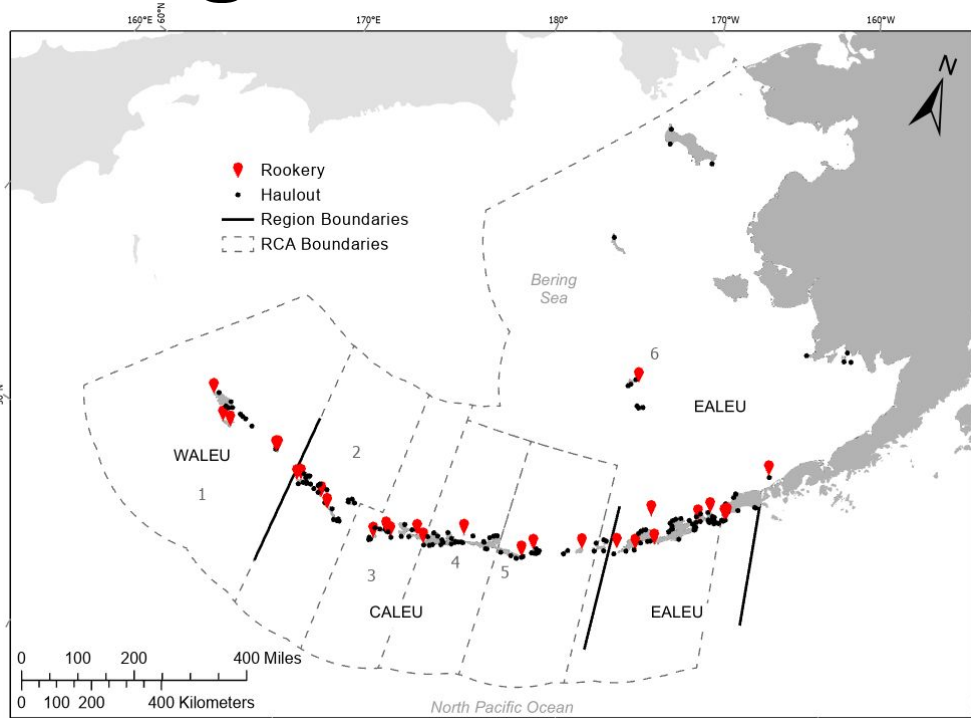 160°E
60°N
170°E
180°
170°W
160°W
N
Rookery
Haulout
Region Boundaries
RCA Boundaries
Bering
Sea
6
EALEU
2
WALEU
1
4
5
3
CALEU
EALEU
0 100 200 400 Miles
0 100 200 400 Kilometers
North Pacific Ocean